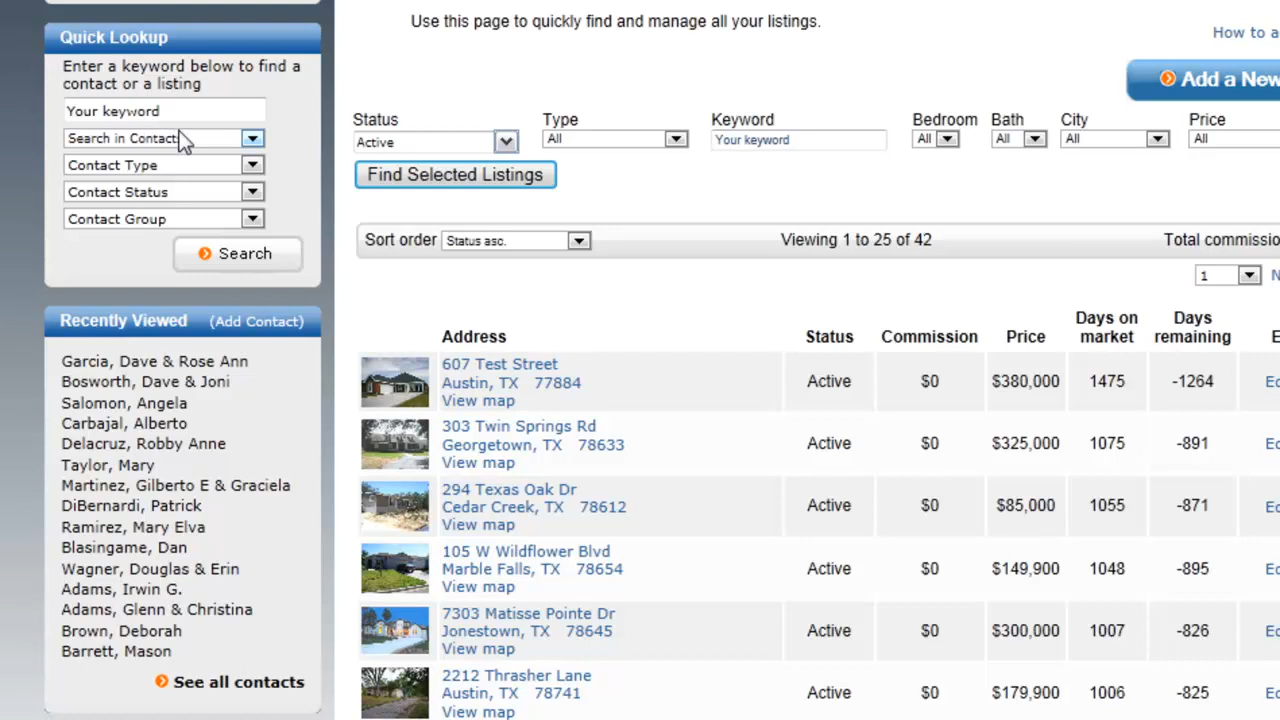 Quick Lookup
Enter a keyword below to find a
contact or a listing
Your keyword
Search in Contact
Contact Type
Contact Status
Contact Group
Search
Recently Viewed (Add Contact)
Garcia, Dave & Rose Ann
Bosworth, Dave & Joni
Salomon, Angela
Carbajal, Alberto
Delacruz, Robby Anne
Taylor, Mary
Martinez, Gilberto E & Graciela
DiBernardi, Patrick
Ramirez, Mary Elva
Blasingame, Dan
Wagner, Douglas & Erin
Adams, Irwin G.
Adams, Glenn & Christina
Brown, Deborah
Barrett, Mason
See all contacts
Use this page to quickly find and manage all your listings.
How to a
Add a New
Status Type Keyword Bedroom Bath City Price
Active All Your keyword All All All All
Find Selected Listings
Sort order Status asc. Viewing 1 to 25 of 42 Total commissio
1 N
Address Status Commission Price Days on market Days remaining E
607 Test Street
Austin, TX 77884 Active $0 $380,000 1475 -1264 Ed
View map
303 Twin Springs Rd
Georgetown, TX 78633 Active $0 $325,000 1075 -891 Ed
View map
294 Texas Oak Dr
Cedar Creek, TX 78612 Active $0 $85,000 1055 -871 Ed
View map
105 W Wildflower Blvd
Marble Falls, TX 78654 Active $0 $149,900 1048 -895 Ed
View map
7303 Matisse Pointe Dr
Jonestown, TX 78645 Active $0 $300,000 1007 -826 Ed
View map
2212 Thrasher Lane
Austin, TX 78741 Active $0 $179,900 1006 -825 Ed
View map